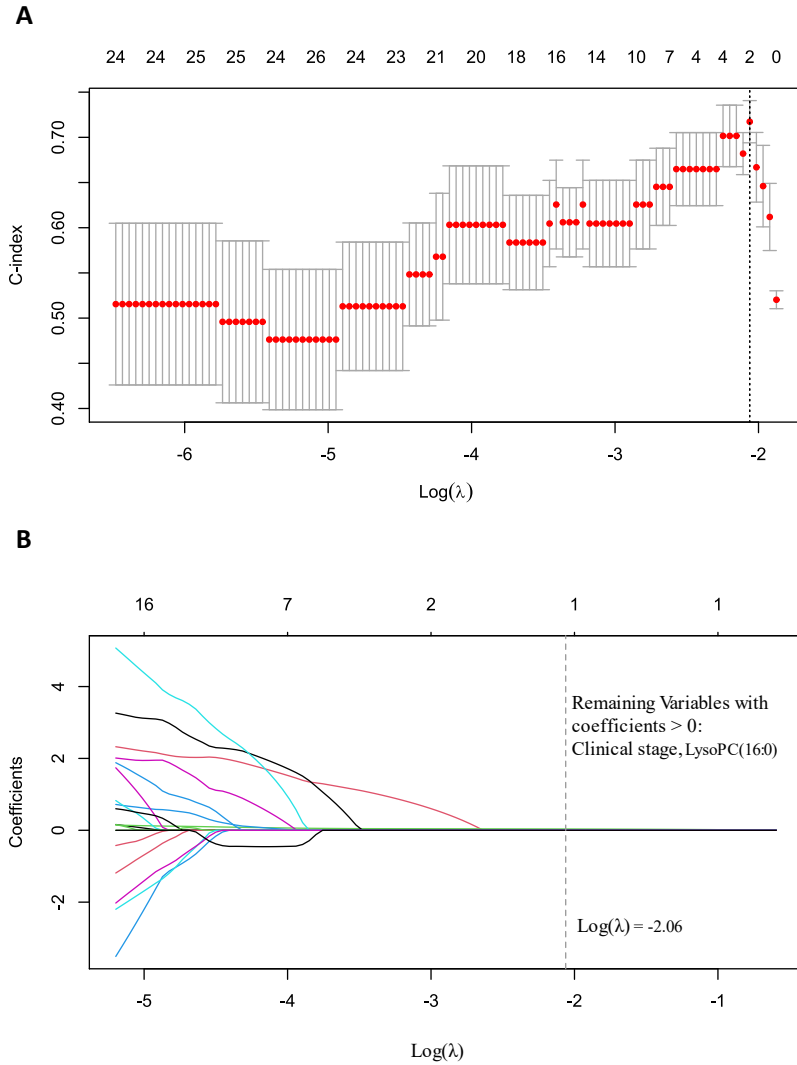 A
24 24 25 25 24 26 24 23 21 20 18 16 14 10 7 4 4 2 0
C-index
0.70
0.60
0.50
0.40
-6 -5 -4 -3 -2
Log(λ)
B
16 7 2 1 1
Coefficients
4
2
0
-2
Remaining Variables with
coefficients > 0:
Clinical stage, LysoPC(16:0)
Log(λ) = -2.06
-5 -4 -3 -2 -1
Log(λ)